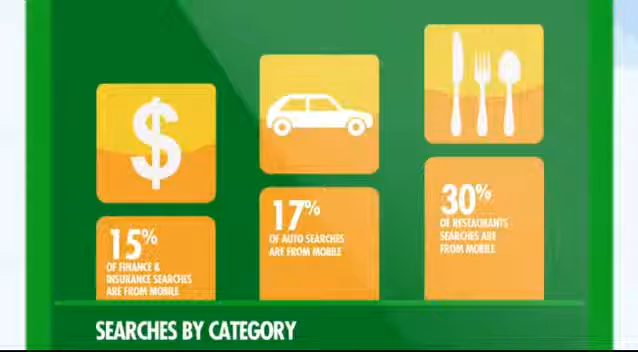 15%
OF FINANCE &
INSURANCE SEARCHES
ARE FROM MOBILE
17%
OF AUTO SEARCHES
ARE FROM MOBILE
30%
OF RESTAURANTS
SEARCHES ARE
FROM MOBILE
SEARCHES BY CATEGORY